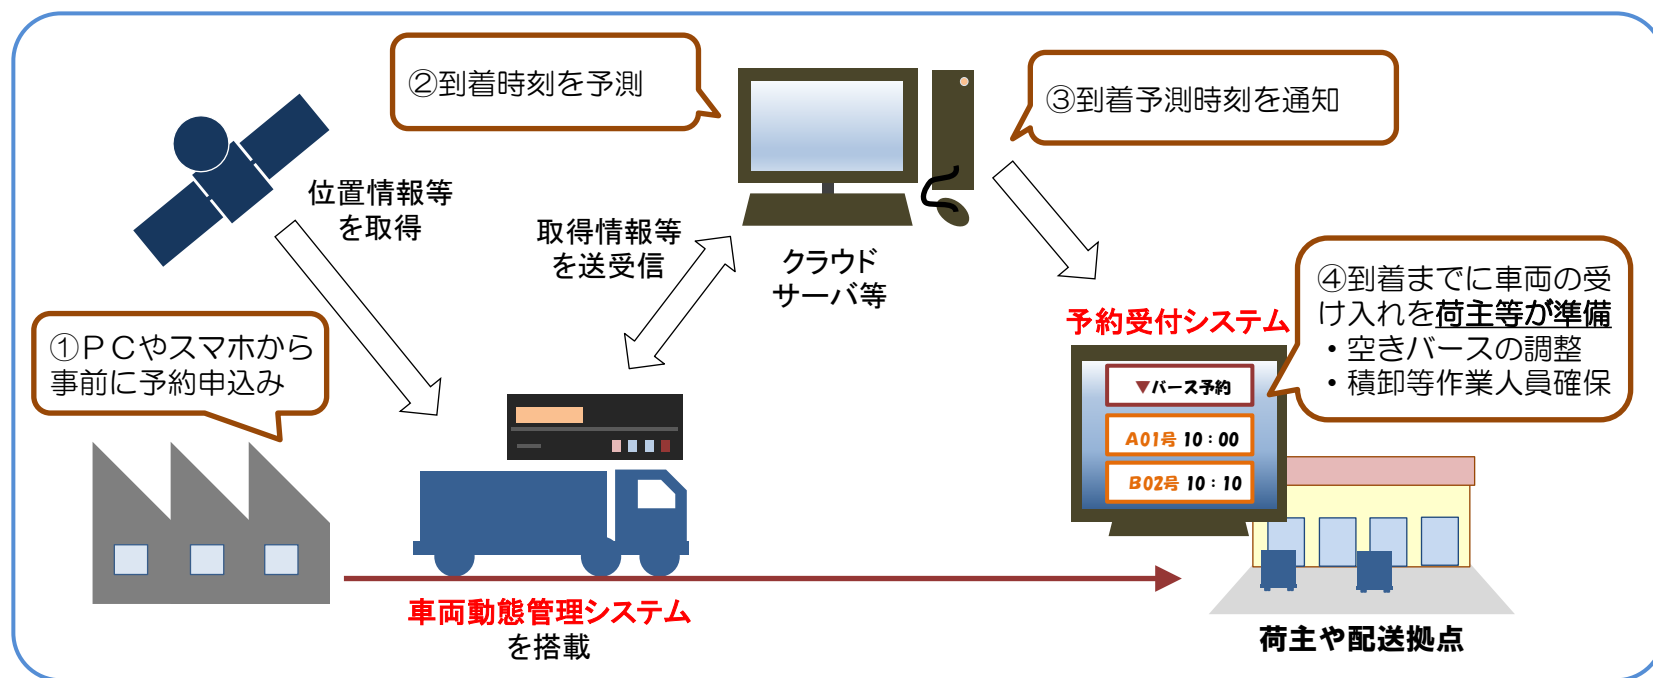 ②到着時刻を予測
③到着予測時刻を通知
位置情報等
を取得
取得情報等
を送受信
クラウド
サーバ等
④到着までに車両の受
け入れを荷主等が準備
・空きバースの調整
・積卸等作業人員確保
予約受付システム
①ＰＣやスマホから
事前に予約申込み
▼バース予約
A01号 10：00
B02号 10：10
車両動態管理システム
を搭載
荷主や配送拠点